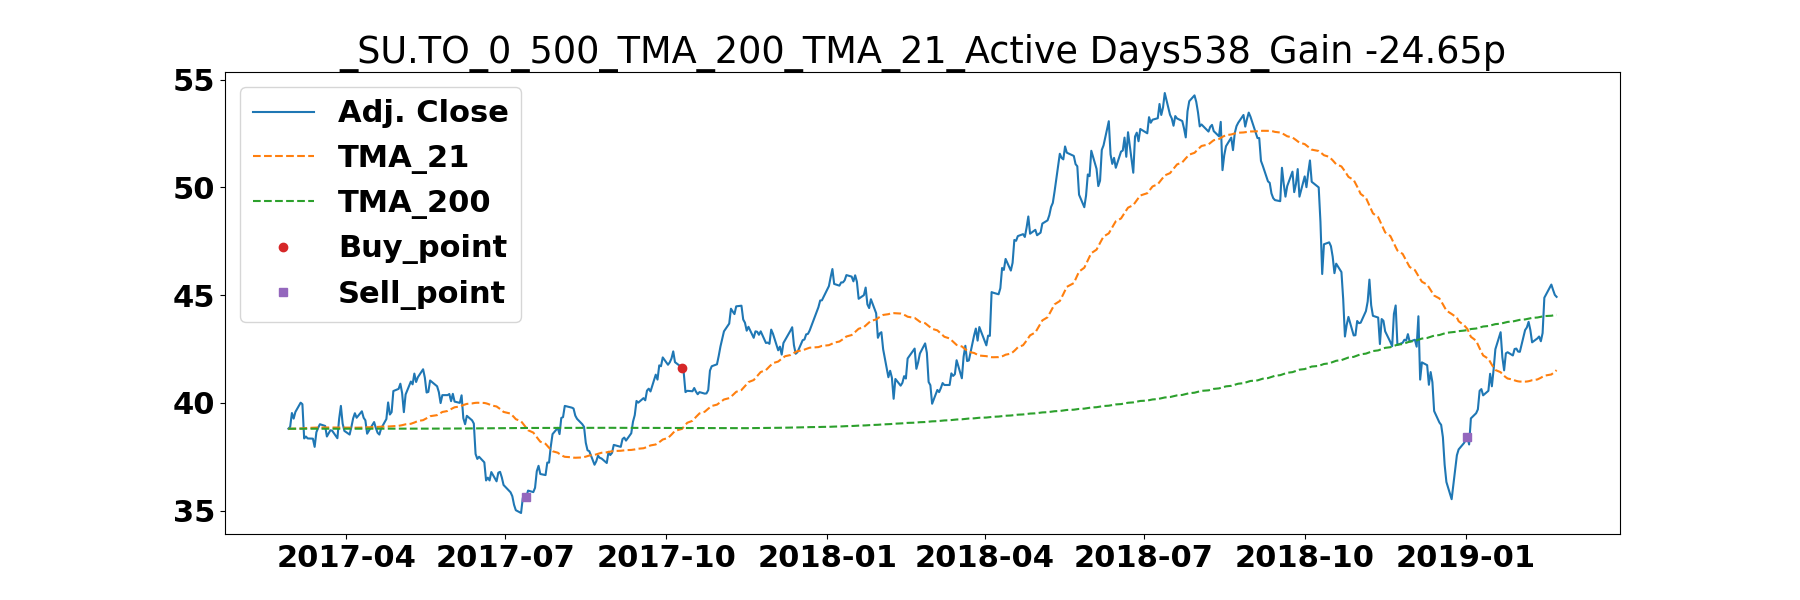 _SU.TO_0_500_TMA_200_TMA_21_Active Days538_Gain -24.65p
55
50
45
40
35
Adj. Close
TMA_21
TMA_200
Buy_point
Sell_point
2017-04 2017-07 2017-10 2018-01 2018-04 2018-07 2018-10 2019-01